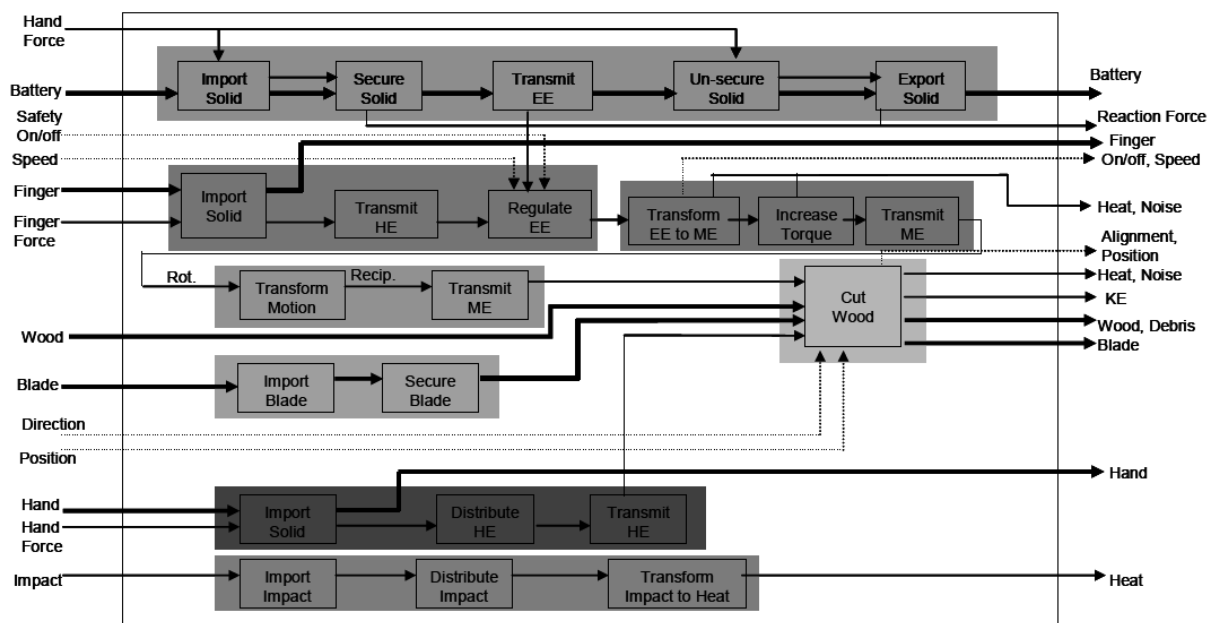 Hand
Force
Import
Solid
Secure
Solid
Transmit
EE
Un-secure
Solid
Export
Solid
Battery
Battery
Safety
On/off
Reaction Force
Finger
Speed
On/off, Speed
Finger
Finger
Force
Import
Solid
Transmit
HE
Regulate
EE
Transform
EE to ME
Increase
Torque
Transmit
ME
Heat, Noise
Alignment,
Position
Rot.
Transform
Motion
Recip.
Transmit
ME
Cut
Wood
Heat, Noise
KE
Wood
Wood, Debris
Blade
Blade
Import
Blade
Secure
Blade
Direction
Position
Hand
Hand
Hand
Force
Import
Solid
Distribute
HE
Transmit
HE
Impact
Import
Impact
Distribute
Impact
Transform
Impact to Heat
Heat